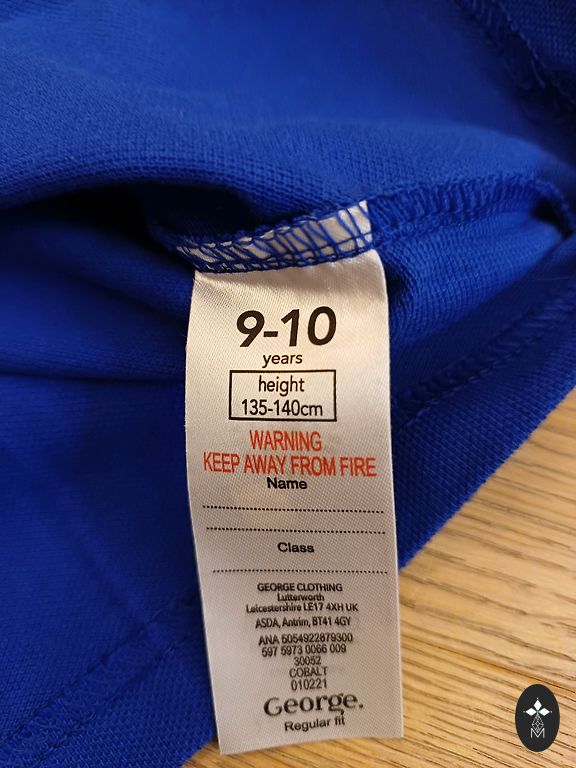 9-10
years
height
135-140cm
WARNING
KEEP AWAY FROM FIRE
Name
Class
GEORGE CLOTHING
Lutterworth
Leicestershire LE17 4XH UK
ASDA, Antrim, BT41 4GY
ANA 5054922879300
597 5973 0066 009
30052
COBALT
010221
George.
Regular fit
M